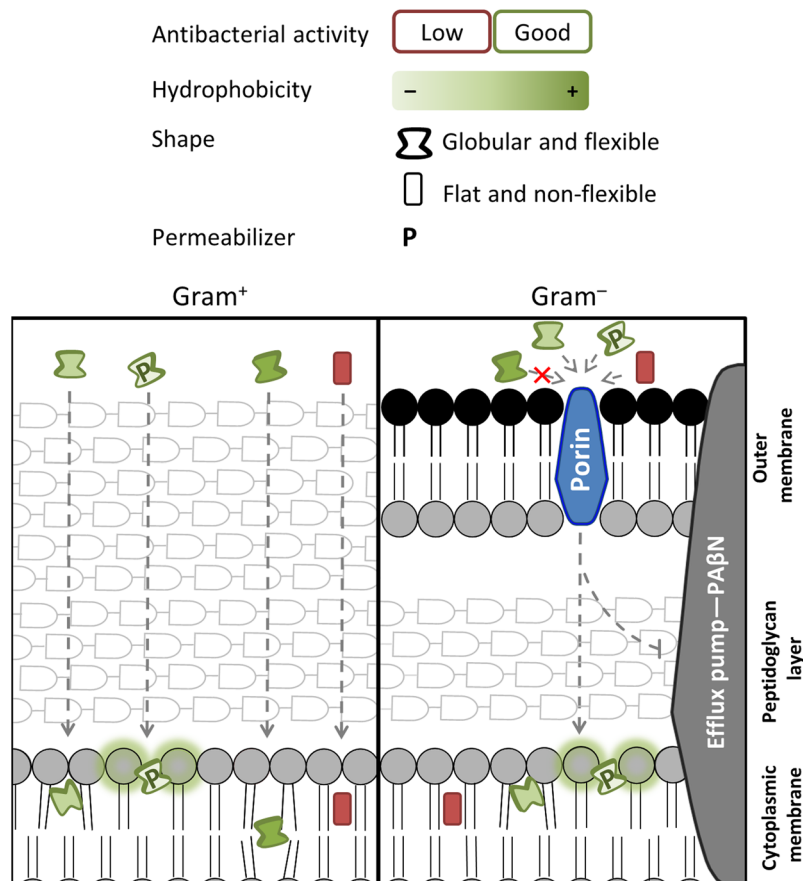 Antibacterial activity
Low
Good
Hydrophobicity
− +
Shape
Globular and flexible
Flat and non-flexible
Permeabilizer
P
Gram⁺
Gram⁻
P
P
Porin
Outer
membrane
Efflux pump—PAβN
Peptidoglycan
layer
P
P
Cytoplasmic
membrane